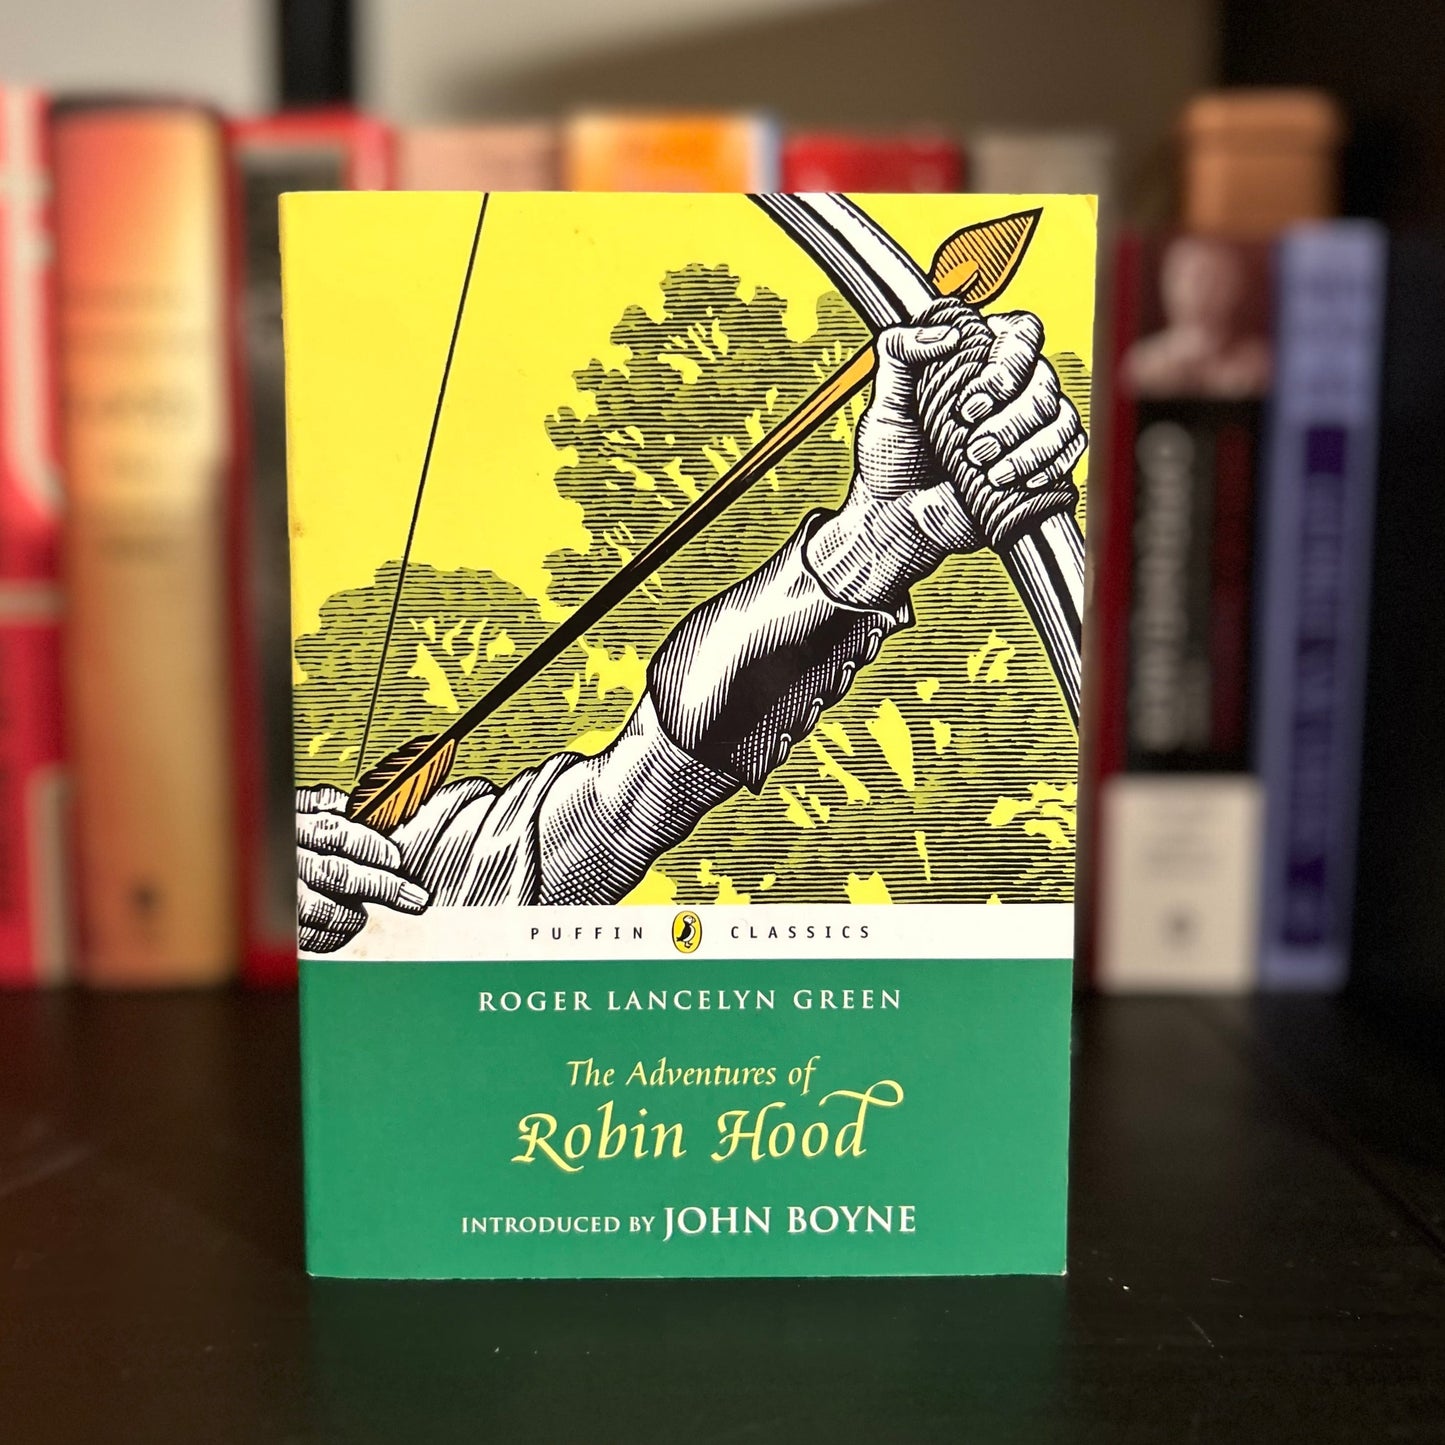 PUFFIN CLASSICS
ROGER LANCELYN GREEN
The Adventures of
Robin Hood
INTRODUCED BY JOHN BOYNE